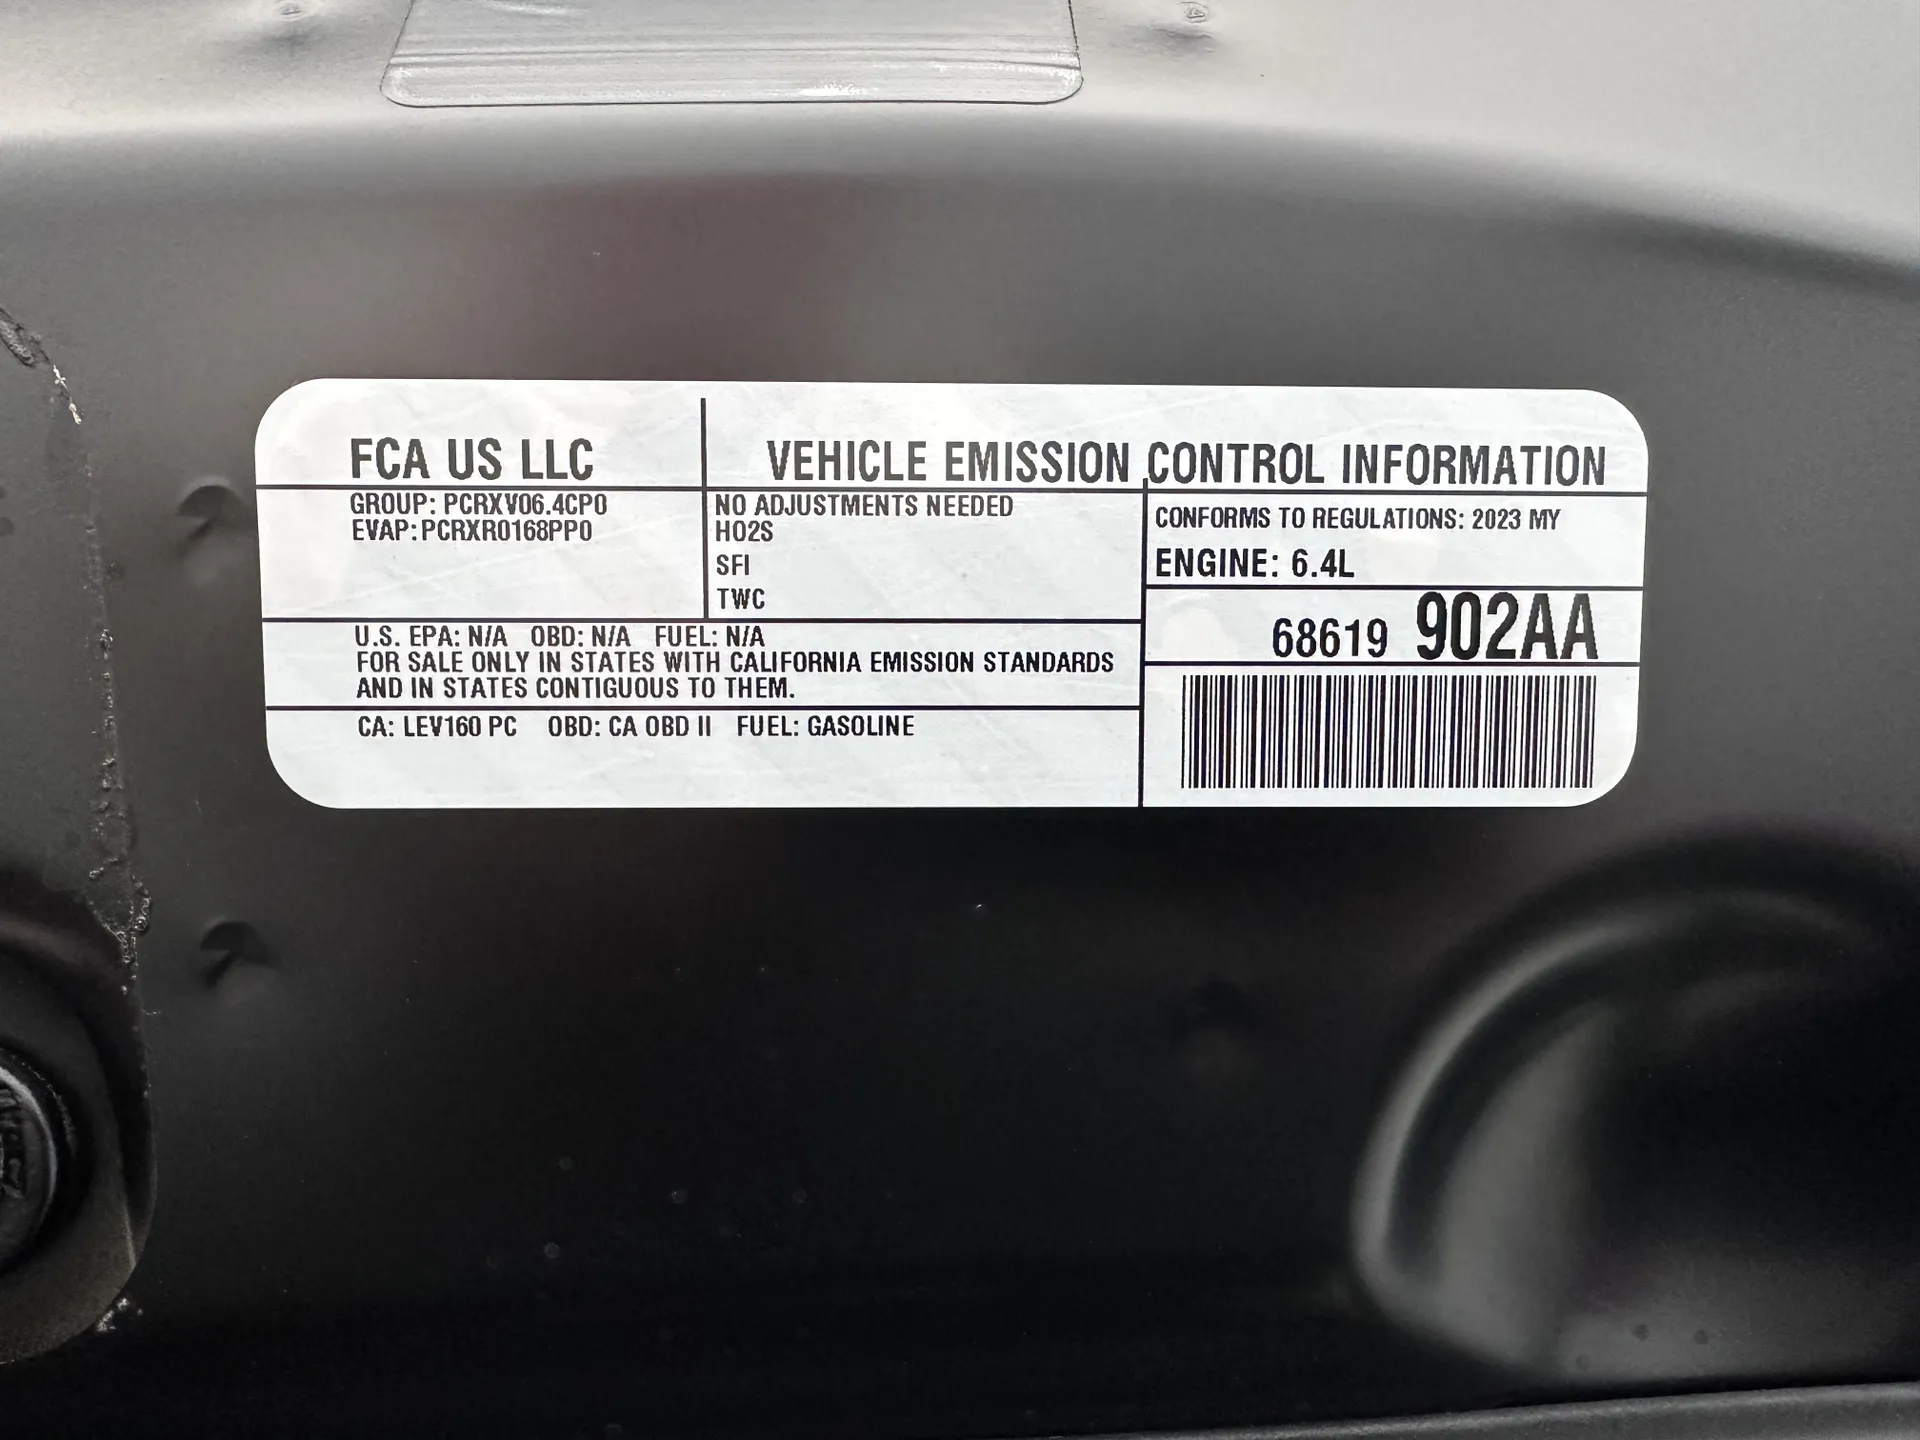 FCA US LLC
VEHICLE EMISSION CONTROL INFORMATION
GROUP: PCRXV06.4CP0
EVAP: PCRXR0168PP0
NO ADJUSTMENTS NEEDED
HO2S
SFI
TWC
CONFORMS TO REGULATIONS: 2023 MY
ENGINE: 6.4L
68619 902AA
U.S. EPA: N/A OBD: N/A FUEL: N/A
FOR SALE ONLY IN STATES WITH CALIFORNIA EMISSION STANDARDS
AND IN STATES CONTIGUOUS TO THEM.
CA: LEV160 PC OBD: CA OBD II FUEL: GASOLINE